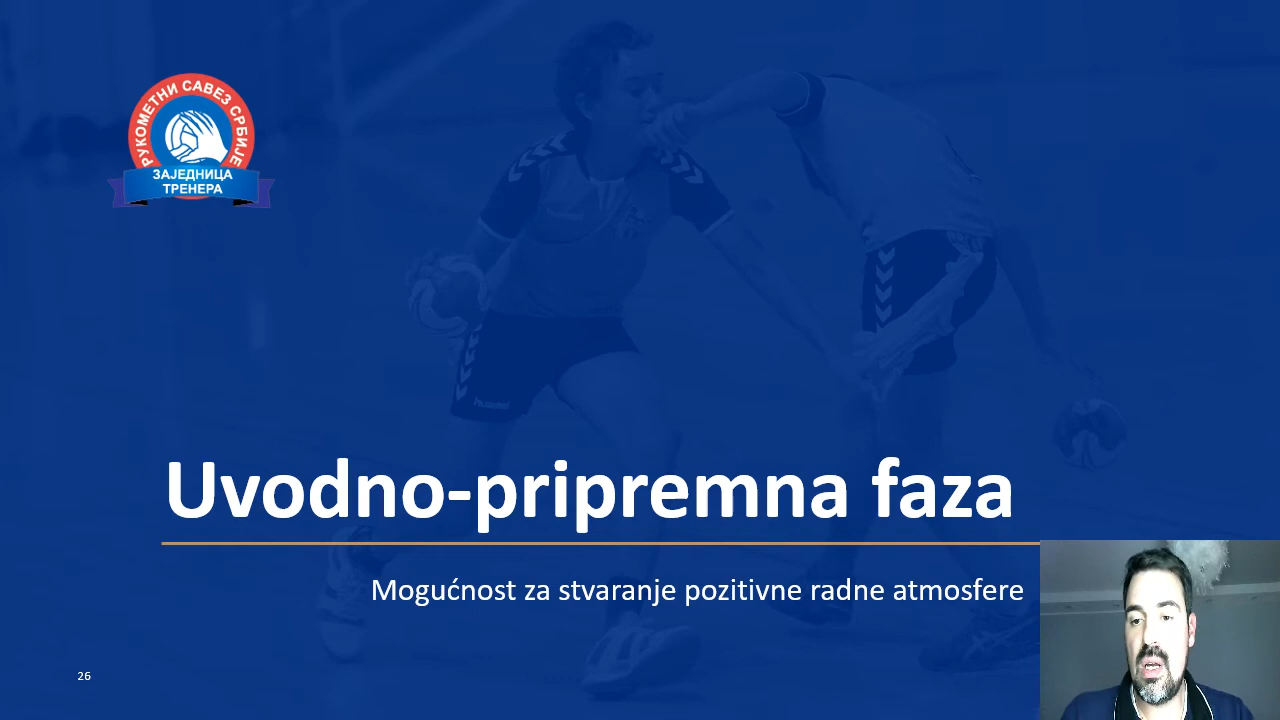 РУКОМЕТНИ САВЕЗ СРБИЈЕ
ЗАЈЕДНИЦА
ТРЕНЕРА
Uvodno-pripremna faza
Mogućnost za stvaranje pozitivne radne atmosfere
26